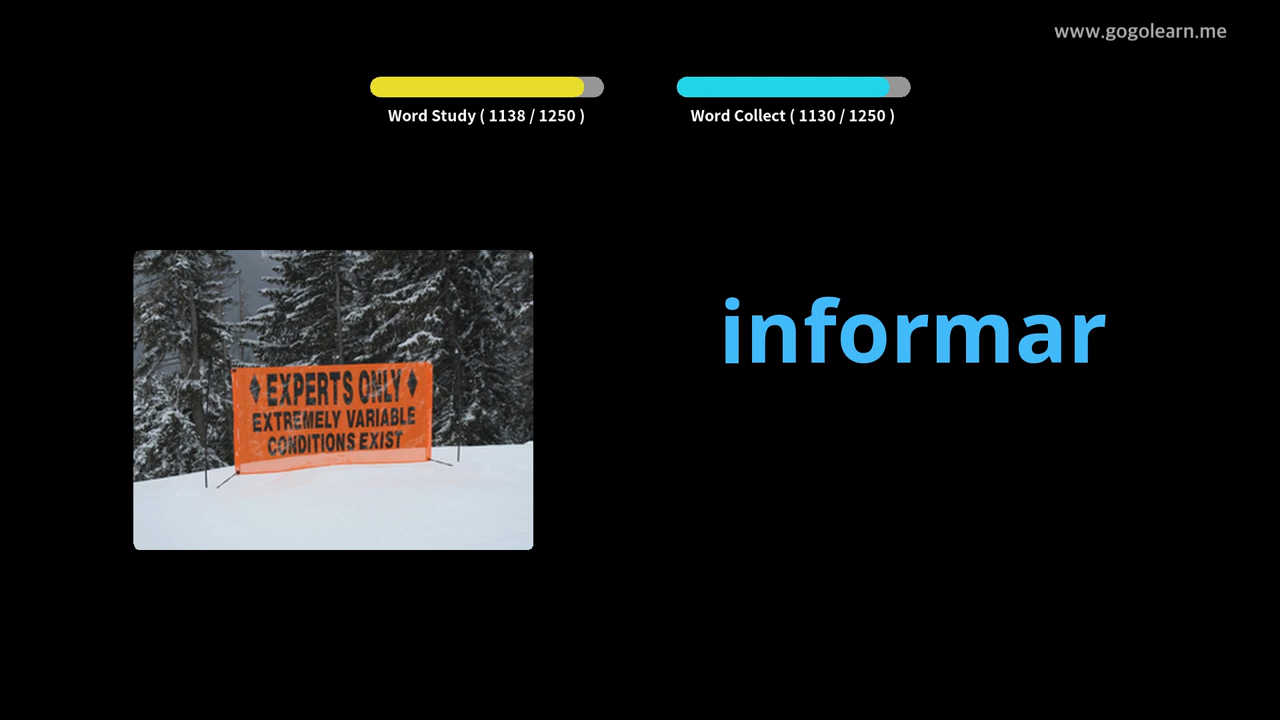 www.gogolearn.me
Word Study ( 1138 / 1250 )
Word Collect ( 1130 / 1250 )
EXPERTS ONLY
EXTREMELY VARIABLE
CONDITIONS EXIST
informar